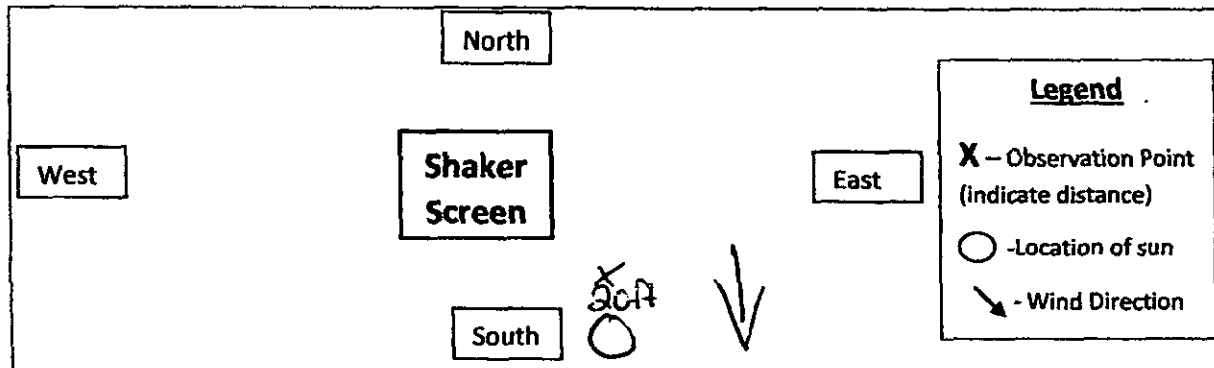 North
West
Shaker
Screen
East
South
X
20ft
Legend
X – Observation Point
(indicate distance)
-Location of sun
- Wind Direction